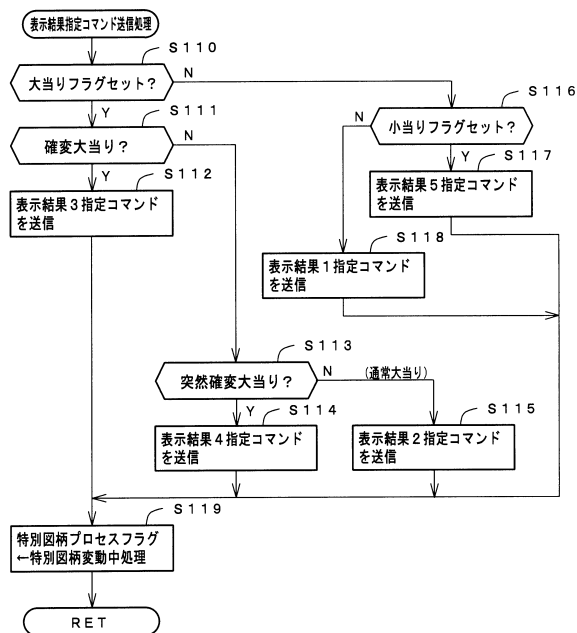 表示結果指定コマンド送信処理
S110
大当りフラグセット?
N
Y
S111
確変大当り?
N
Y
S112
表示結果3指定コマンド
を送信
S116
小当りフラグセット?
N
Y
S117
表示結果5指定コマンド
を送信
S118
表示結果1指定コマンド
を送信
S113
突然確変大当り?
N
(通常大当り)
Y
S114
表示結果4指定コマンド
を送信
S115
表示結果2指定コマンド
を送信
S119
特別図柄プロセスフラグ
←特別図柄変動中処理
RET